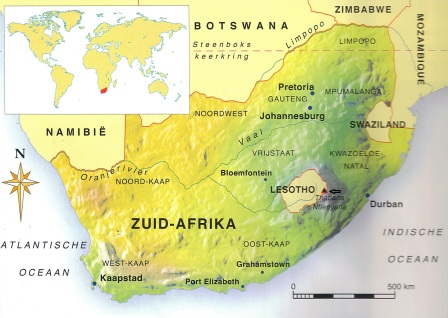 ZIMBABWE
BOTSWANA
MOZAMBIQUE
Limpopo
LIMPOPO
Steenboks
keerkring
Pretoria
GAUTENG
MPUMALANGA
Johannesburg
NOORDWEST
SWAZILAND
NAMIBIË
Vaal
N
VRIJSTAAT
KWAZOELOE-
NATAL
Oranjerivier
NOORD-KAAP
Bloemfontein
LESOTHO
Thabana
Ntlenyana
Durban
ZUID-AFRIKA
ATLANTISCHE
OCEAAN
INDISCHE
OCEAAN
OOST-KAAP
WEST-KAAP
Grahamstown
Kaapstad
Port Elizabeth
0
500 km